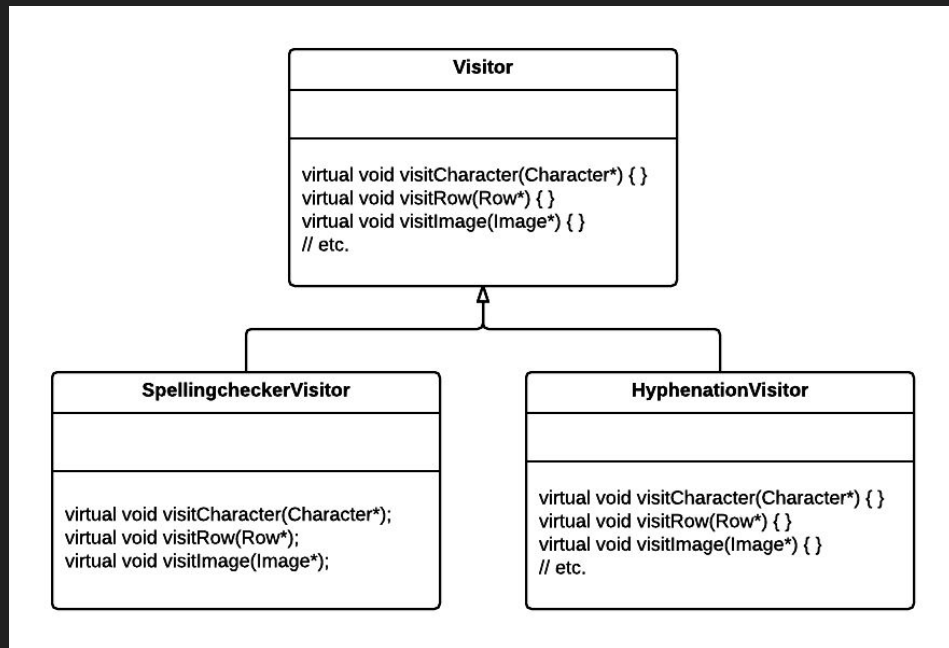 Visitor
virtual void visitCharacter(Character*) { }
virtual void visitRow(Row*) { }
virtual void visitImage(Image*) { }
// etc.
SpellingcheckerVisitor
virtual void visitCharacter(Character*);
virtual void visitRow(Row*);
virtual void visitImage(Image*);
HyphenationVisitor
virtual void visitCharacter(Character*) { }
virtual void visitRow(Row*) { }
virtual void visitImage(Image*) { }
// etc.